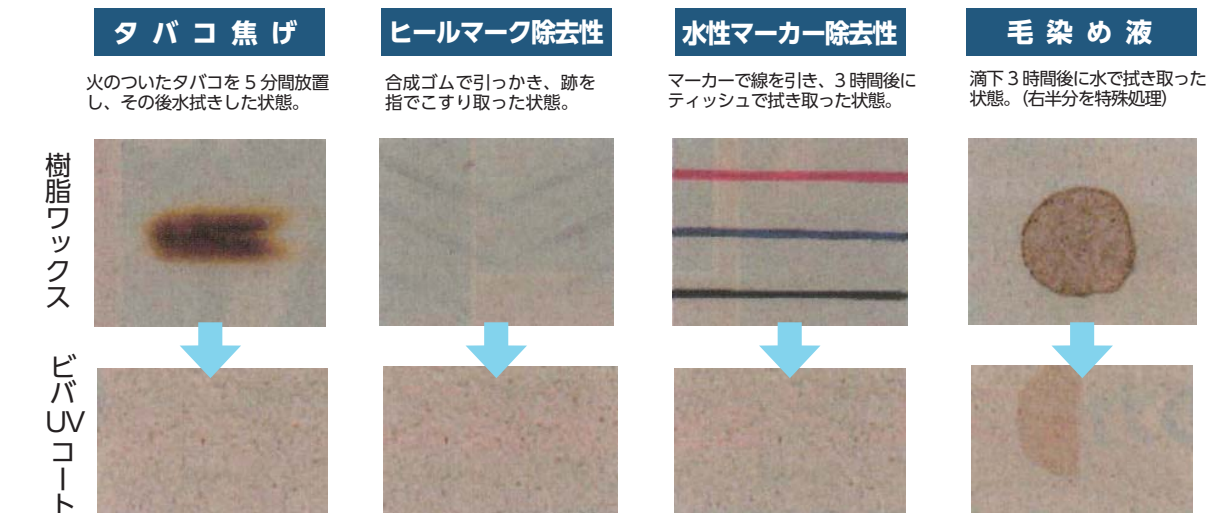 タバコ焦げ
火のついたタバコを5分間放置
し、その後水拭きした状態。
ヒールマーク除去性
合成ゴムで引っかき、跡を
指でこすり取った状態。
水性マーカー除去性
マーカーで線を引き、3時間後に
ティッシュで拭き取った状態。
毛染め液
滴下3時間後に水で拭き取った
状態。(右半分を特殊処理)
樹脂ワックス
ビバUVコート